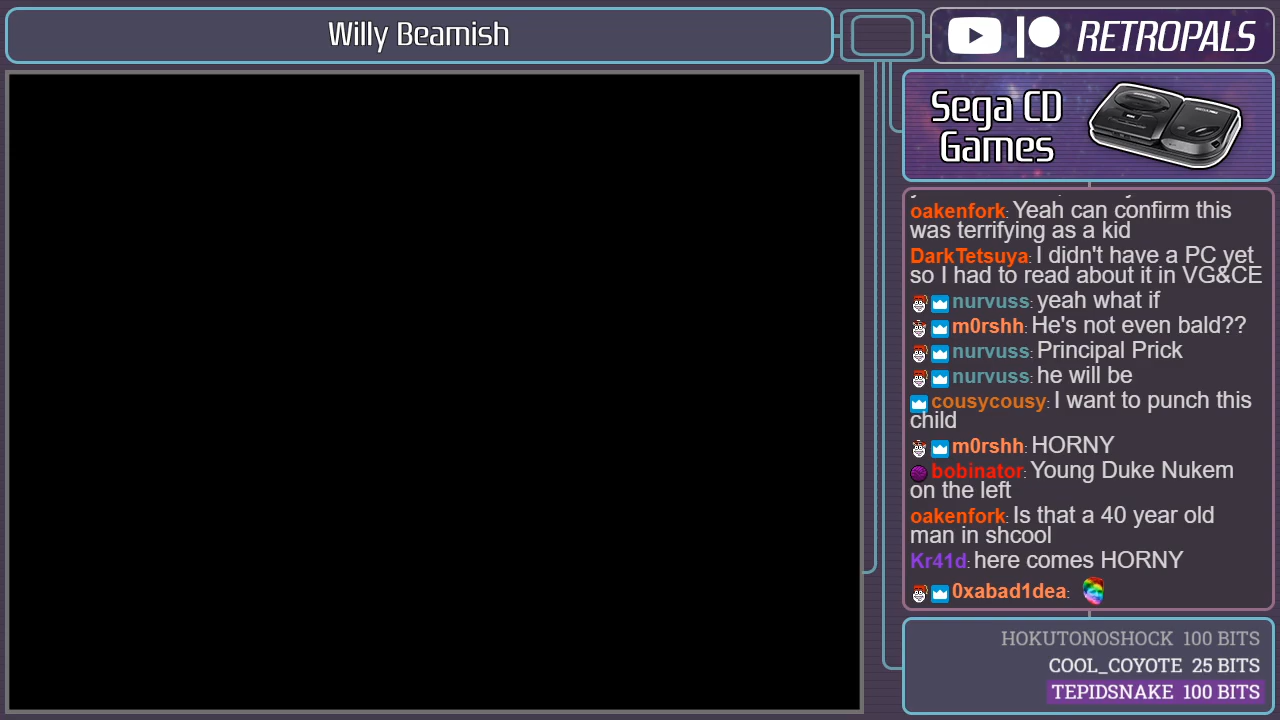 Willy Beamish
RETROPALS
Sega CD
Games
oakenfork: Yeah can confirm this
was terrifying as a kid
DarkTetsuya: I didn't have a PC yet
so I had to read about it in VG&CE
nurvuss: yeah what if
m0rshh: He's not even bald??
nurvuss: Principal Prick
nurvuss: he will be
cousycousy: I want to punch this
child
m0rshh: HORNY
bobinator: Young Duke Nukem
on the left
oakenfork: Is that a 40 year old
man in shcool
Kr41d: here comes HORNY
0xabad1dea:
HOKUTONOSHOCK 100 BITS
COOL_COYOTE 25 BITS
TEPIDSNAKE 100 BITS